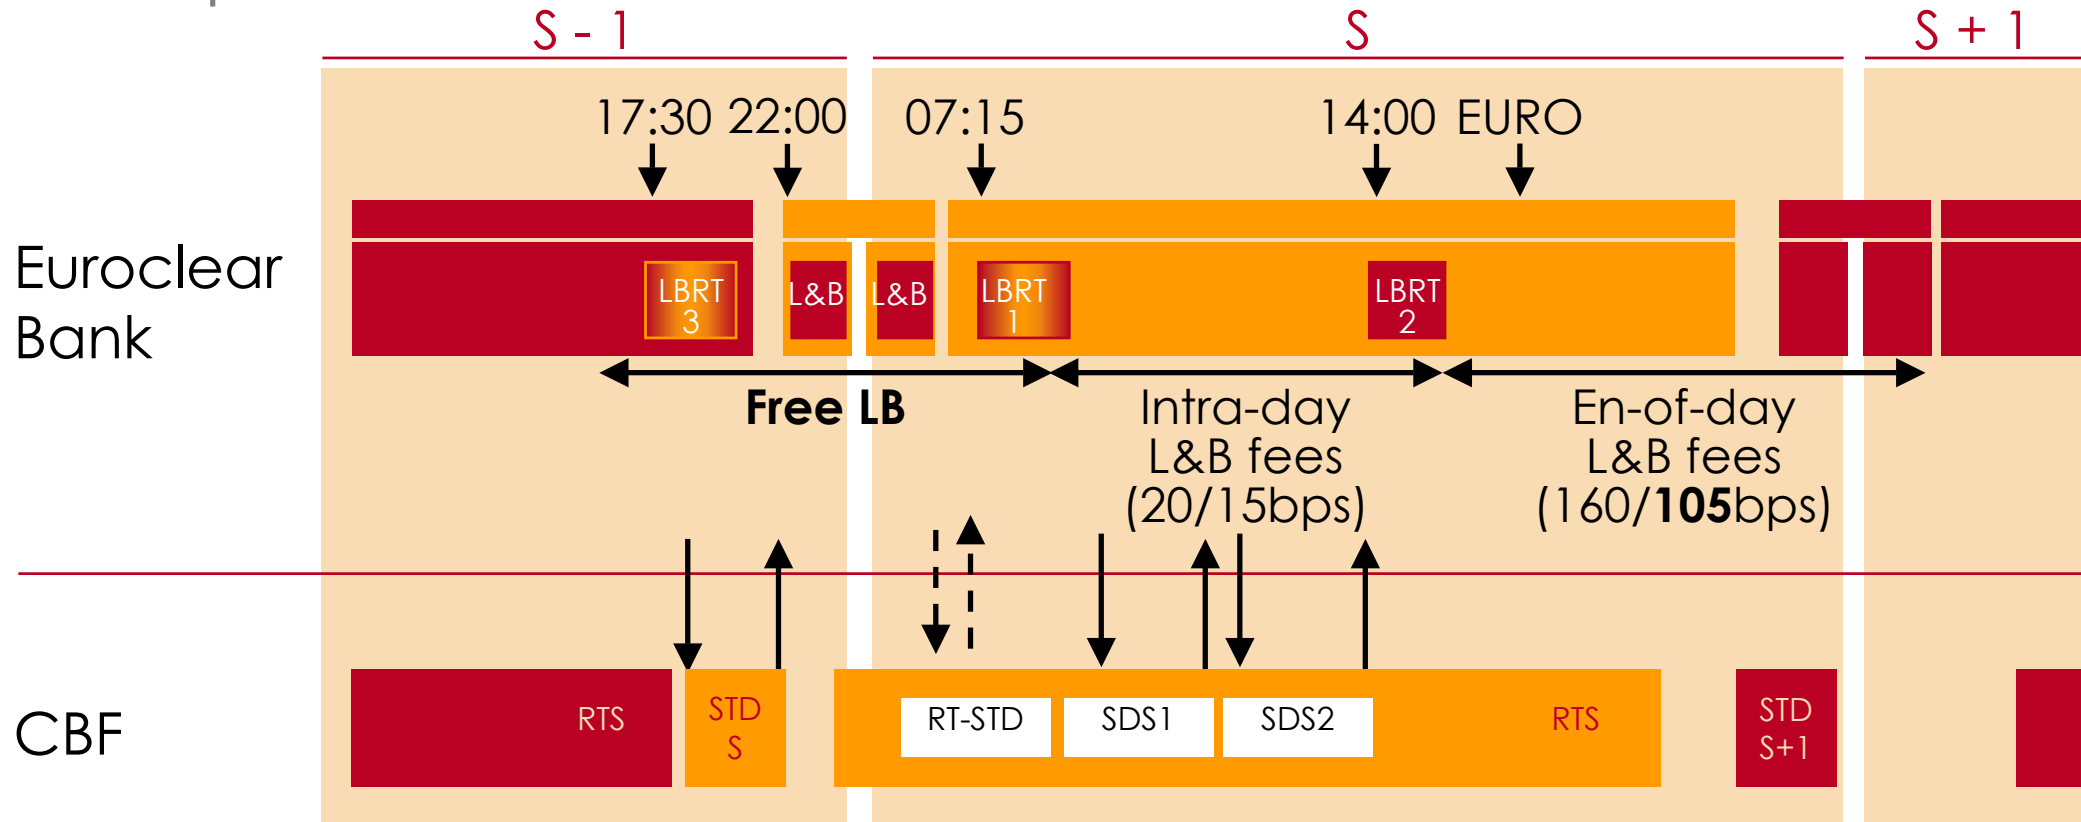 S - 1
S
S + 1
17:30
22:00
07:15
14:00
EURO
Euroclear
Bank
LBRT
3
L&B
L&B
LBRT
1
LBRT
2
Free LB
Intra-day
L&B fees
(20/15bps)
En-of-day
L&B fees
(160/105bps)
CBF
RTS
STD
S
RT-STD
SDS1
SDS2
RTS
STD
S+1